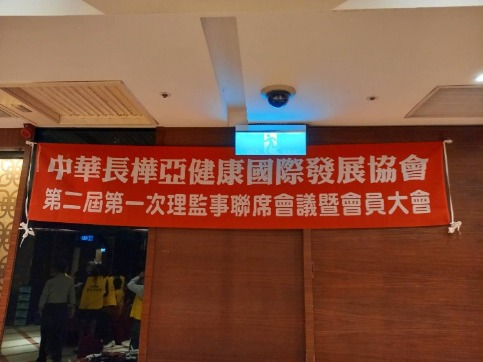 中華長樺亞健康國際發展協會
第二屆第一次理監事聯席會議暨會員大會